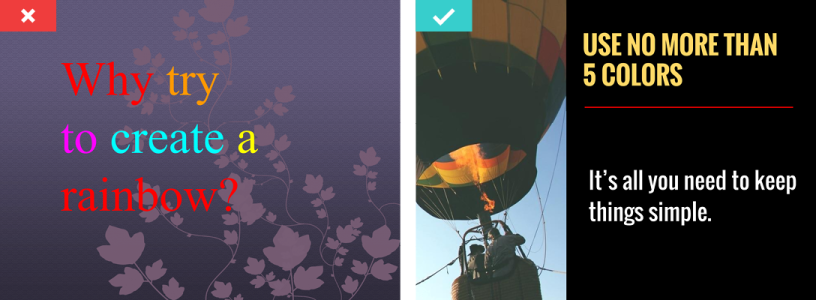 Why try
to create a
rainbow?
USE NO MORE THAN
5 COLORS
It's all you need to keep
things simple.